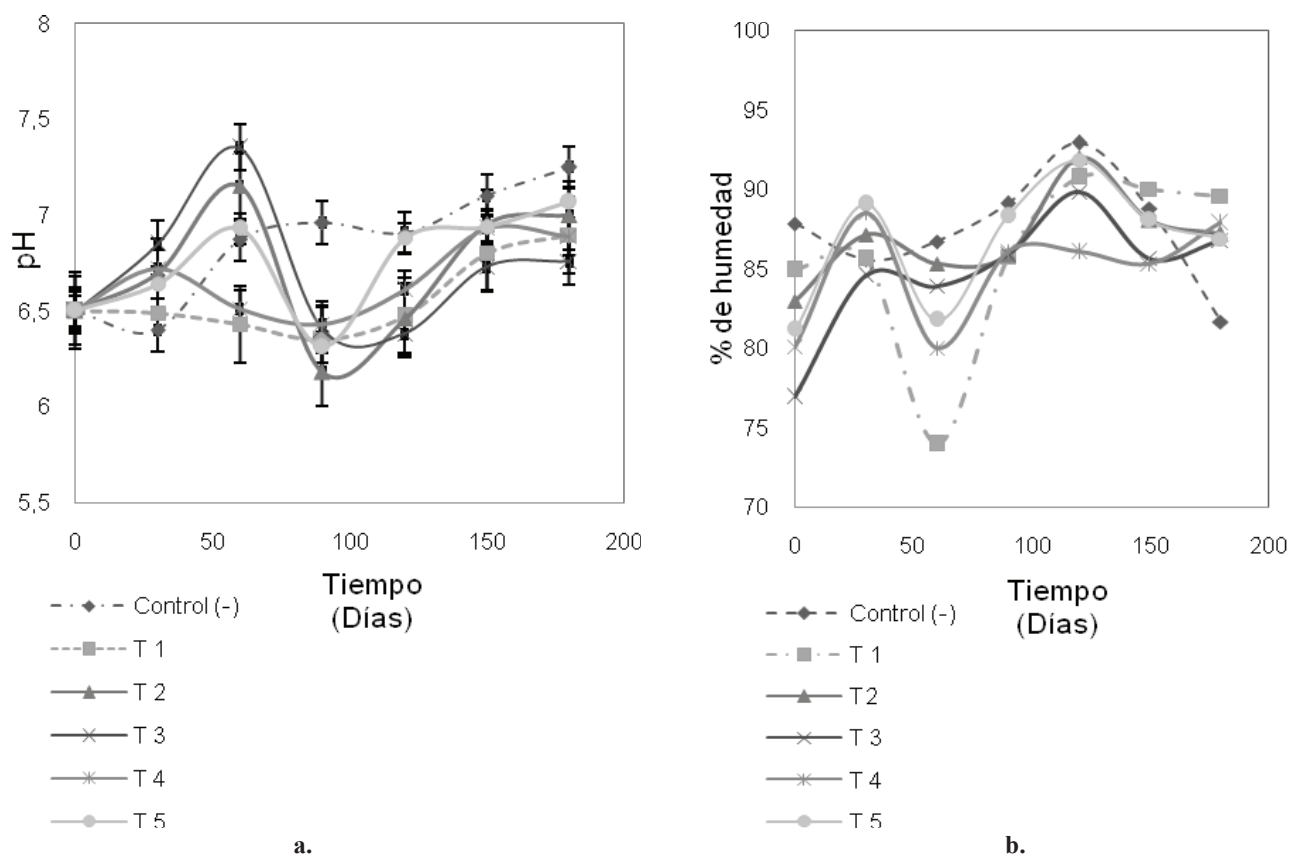 8
7,5
7
6,5
6
5,5
pH
0
50
100
150
200
Tiempo
(Días)
Control (-)
T 1
T 2
T 3
T 4
T 5
a.
100
95
90
85
80
75
70
% de humedad
0
50
100
150
200
Tiempo
(Días)
Control (-)
T 1
T2
T 3
T 4
T 5
b.